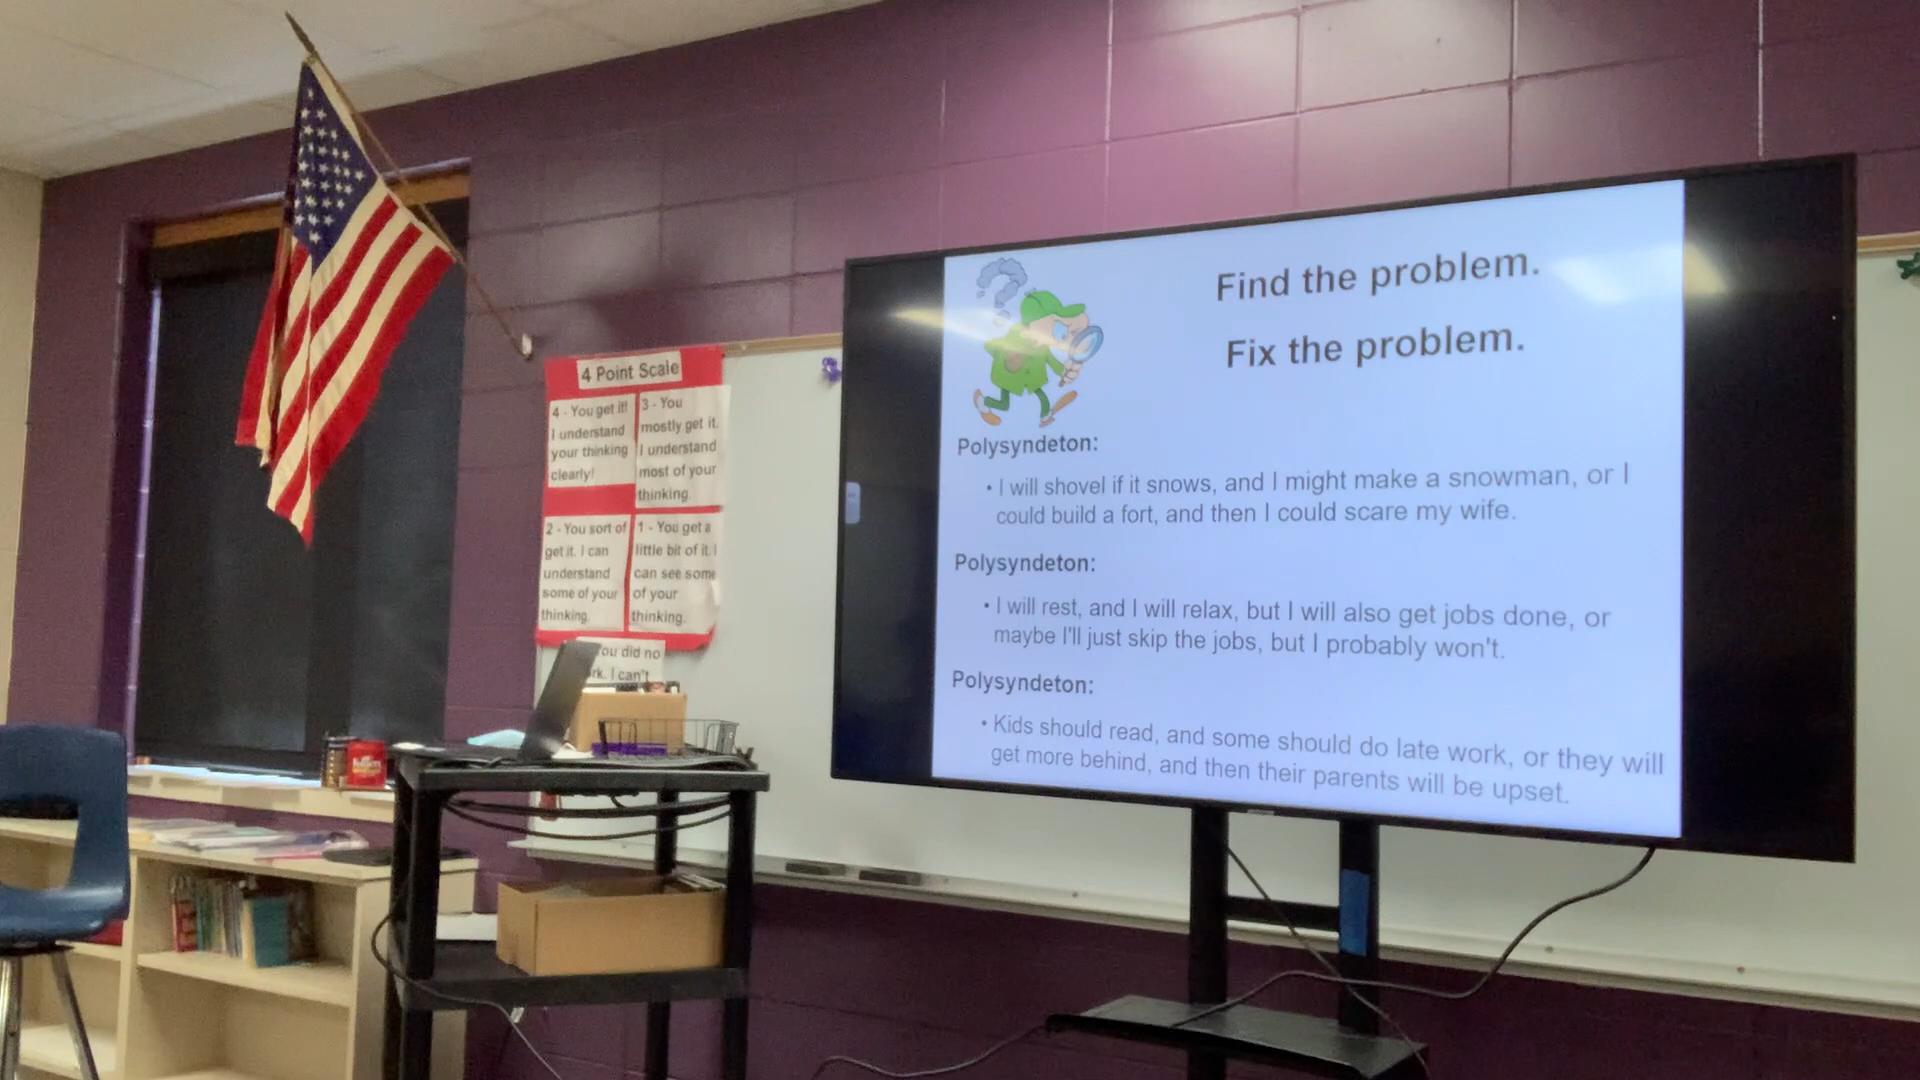 4 Point Scale
4 - You get it!
I understand
your thinking
clearly!
3 - You
mostly get it.
I understand
most of your
thinking.
2 - You sort of
get it. I can
understand
some of your
thinking.
1 - You get a
little bit of it. I
can see some
of your
thinking.
ou did no
rk. I can't
Find the problem.
Fix the problem.
Polysyndeton:
• I will shovel if it snows, and I might make a snowman, or I
could build a fort, and then I could scare my wife.
Polysyndeton:
• I will rest, and I will relax, but I will also get jobs done, or
maybe I'll just skip the jobs, but I probably won't.
Polysyndeton:
• Kids should read, and some should do late work, or they will
get more behind, and then their parents will be upset.